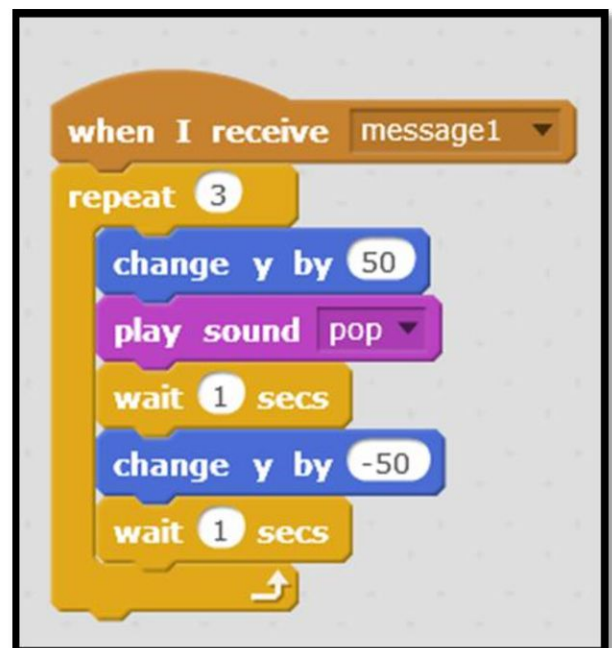 when I receive message1
repeat 3
change y by 50
play sound pop
wait 1 secs
change y by -50
wait 1 secs